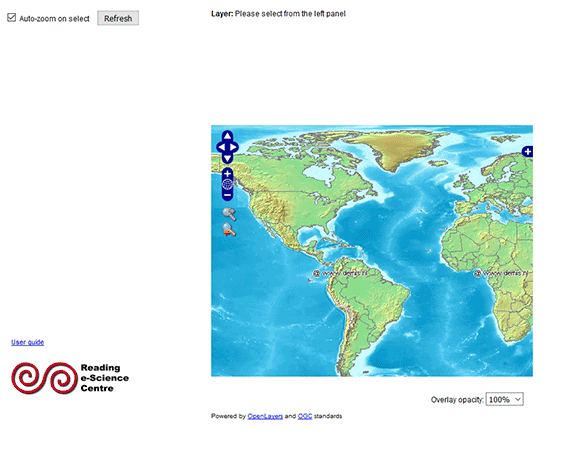 Auto-zoom on select Refresh
Layer: Please select from the left panel
@ www.demis.nl @ www.demis.nl
User guide
Reading
e-Science
Centre
Overlay opacity: 100%
Powered by OpenLayers and OGC standards